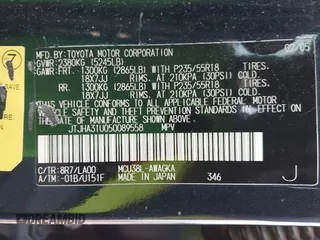 7
MFD. BY: TOYOTA MOTOR CORPORATION
GVWR: 2380KG (5245LB)
GAWR: FRT. 1300KG (2865LB) WITH P235/55R18 TIRES,
18X7JJ RIMS, AT 210KPA (30PSI) COLD
RR. 1300KG (2865LB) WITH P235/55R18 TIRES,
18X7JJ RIMS, AT 210KPA (30PSI) COLD
THIS VEHICLE CONFORMS TO ALL APPLICABLE
FEDERAL MOTOR VEHICLE SAFETY
STANDARDS IN EFFECT ON THE DATE OF
MANUFACTURE SHOWN ABOVE.
JTJHA31U050089558 MPV
C/TR: 8R7/LA00 MCU38L-AWAGKA
A/TM: -01B/U151F MADE IN JAPAN 346 J
DREAMBID